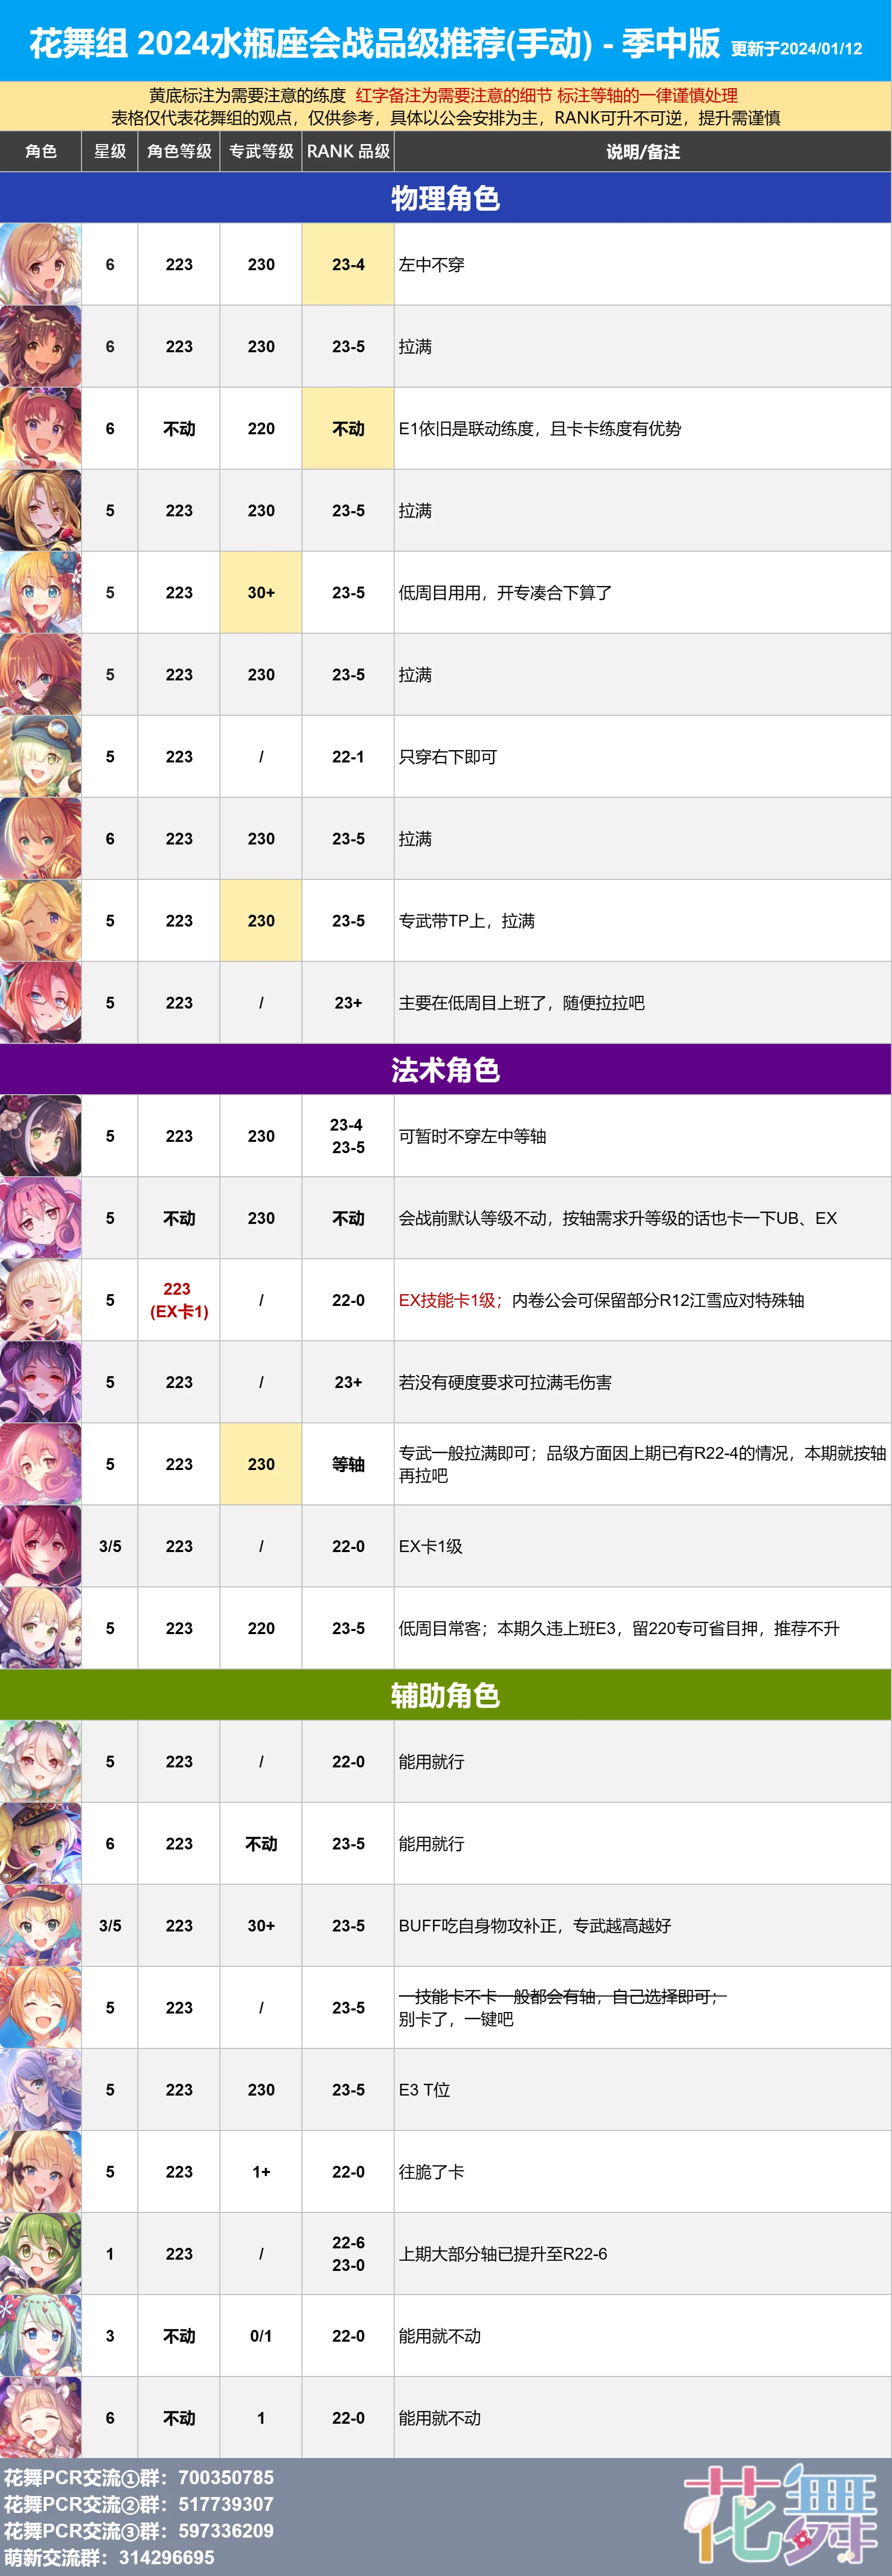 花舞组 2024水瓶座会战品级推荐(手动) - 季中版 更新于2024/01/12
黄底标注为需要注意的练度 红字备注为需要注意的细节 标注等轴的一律谨慎处理
表格仅代表花舞组的观点，仅供参考，具体以公会安排为主，RANK可升不可逆，提升需谨慎
角色 星级 角色等级 专武等级 RANK 品级 说明/备注
物理角色
6 223 230 23-4 左中不穿
6 223 230 23-5 拉满
6 不动 220 不动 E1依旧是联动练度，且卡卡练度有优势
5 223 230 23-5 拉满
5 223 30+ 23-5 低周目用用，开专凑合下算了
5 223 230 23-5 拉满
5 223 / 22-1 只穿右下即可
6 223 230 23-5 拉满
5 223 230 23-5 专武带TP上，拉满
5 223 / 23+ 主要在低周目上班了，随便拉拉吧
法术角色
5 223 230 23-4 可暂时不穿左中等轴
23-5
5 不动 230 不动 会战前默认等级不动，按轴需求升等级的话也卡一下UB、EX
5 223 / 22-0 EX技能卡1级；内卷公会可保留部分R12江雪应对特殊轴
(EX卡1)
5 223 / 23+ 若没有硬度要求可拉满毛伤害
5 223 230 等轴 专武一般拉满即可；品级方面因上期已有R22-4的情况，本期就按轴
再拉吧
3/5 223 / 22-0 EX卡1级
5 223 220 23-5 低周目常客；本期久违上班E3，留220专可省目押，推荐不升
辅助角色
5 223 / 22-0 能用就行
6 223 不动 23-5 能用就行
3/5 223 30+ 23-5 BUFF吃自身物攻补正，专武越高越好
5 223 / 23-5 一技能卡不卡一般都会有轴，自己选择即可；
别卡了，一键吧
5 223 230 23-5 E3 T位
5 223 1+ 22-0 往脆了卡
1 223 / 22-6 上期大部分轴已提升至R22-6
23-0
3 不动 0/1 22-0 能用就不动
6 不动 1 22-0 能用就不动
花舞PCR交流①群：700350785
花舞PCR交流②群：517739307
花舞PCR交流③群：597336209
萌新交流群：314296695
花舞